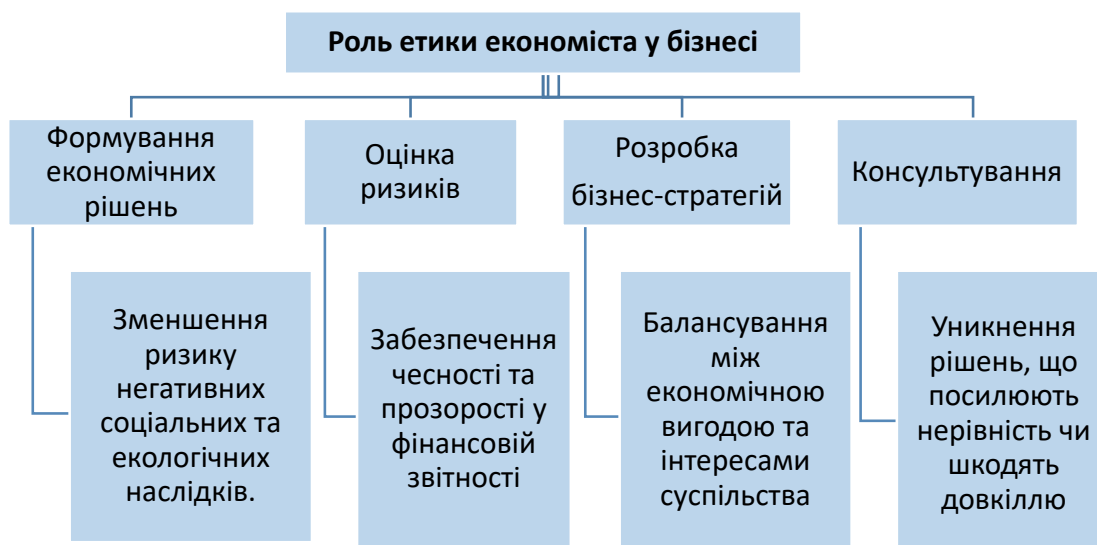 Роль етики економіста у бізнесі
Формування
економічних
рішень
Оцінка
ризиків
Розробка
бізнес-стратегій
Консультування
Зменшення
ризику
негативних
соціальних та
екологічних
наслідків.
Забезпечення
чесності та
прозорості у
фінансовій
звітності
Балансування
між
економічною
вигодою та
інтересами
суспільства
Уникнення
рішень, що
посилюють
нерівність чи
шкодять
довкіллю